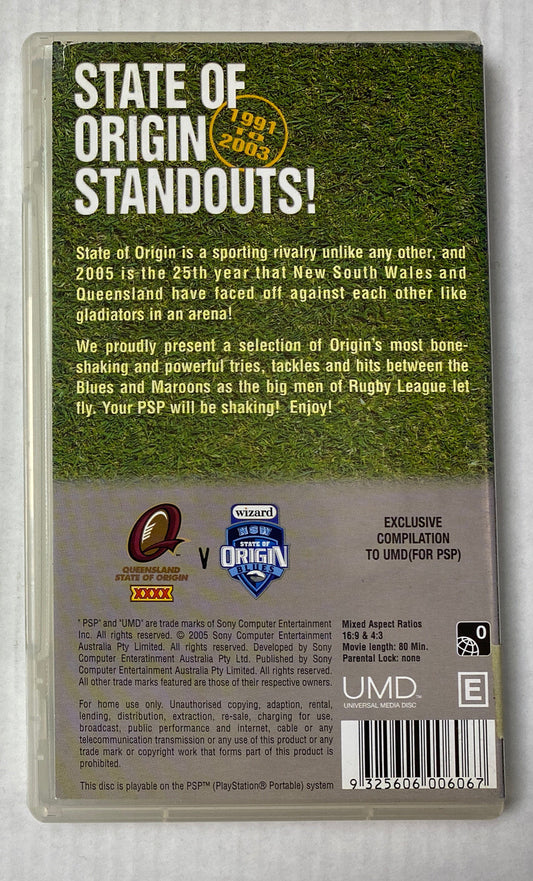 STATE OF
ORIGIN
STANDOUTS!
1991
TO
2003
State of Origin is a sporting rivalry unlike any other, and
2005 is the 25th year that New South Wales and
Queensland have faced off against each other like
gladiators in an arena!
We proudly present a selection of Origin's most bone-
shaking and powerful tries, tackles and hits between the
Blues and Maroons as the big men of Rugby League let
fly. Your PSP will be shaking! Enjoy!
QUEENSLAND
STATE OF ORIGIN
XXXX
V
wizard
NSW
STATE OF
ORIGIN
BLUES
EXCLUSIVE
COMPILATION
TO UMD(FOR PSP)
" PSP" and "UMD" are trade marks of Sony Computer Entertainment
Inc. All rights reserved. © 2005 Sony Computer Entertainment
Australia Pty Limited. All rights reserved. Developed by Sony
Computer Enteratinment Australia Pty Ltd. Published by Sony
Computer Entertainment Australia Pty Limited. All rights reserved.
All other trade marks featured are those of their respective owners.
For home use only. Unauthorised copying, adaption, rental,
lending, distribution, extraction, re-sale, charging for use,
broadcast, public performance and internet, cable or any
telecommunication transmission or any use of this product or any
trade mark or copyright work that forms part of this product is
prohibited.
This disc is playable on the PSP™ (PlayStation® Portable) system
Mixed Aspect Ratios
16:9 & 4:3
Movie length: 80 Min.
Parental Lock: none
0
UMD™
UNIVERSAL MEDIA DISC
E
9 325606 006067